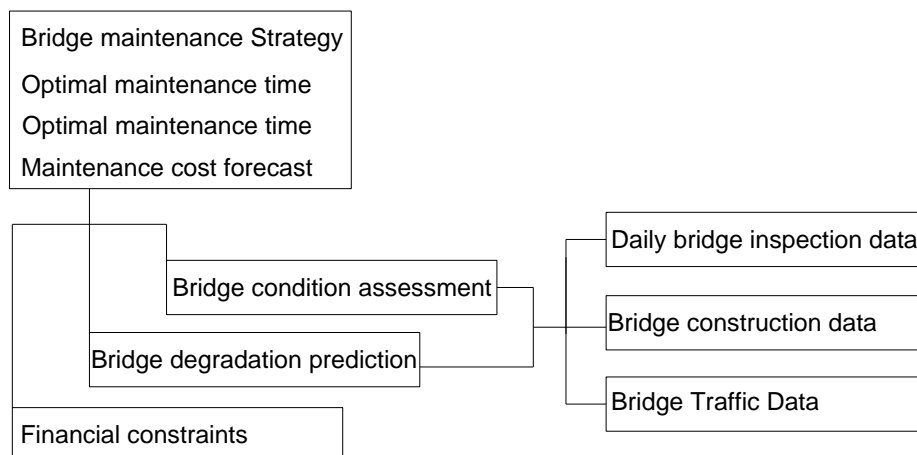 Bridge maintenance Strategy
Optimal maintenance time
Optimal maintenance time
Maintenance cost forecast
Bridge condition assessment
Bridge degradation prediction
Financial constraints
Daily bridge inspection data
Bridge construction data
Bridge Traffic Data